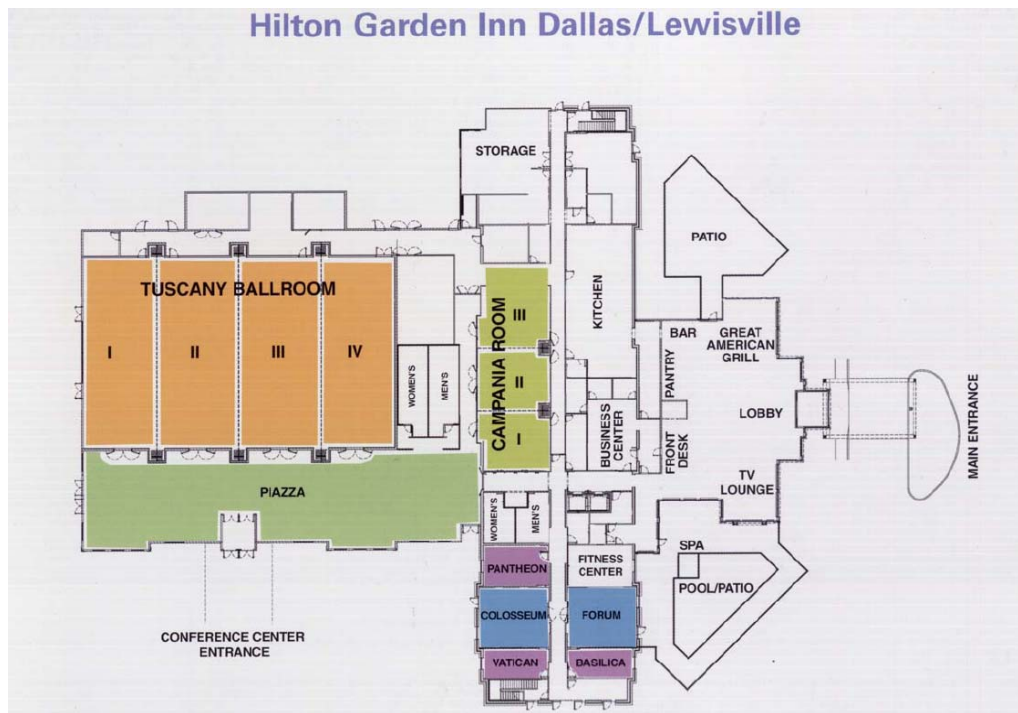 Hilton Garden Inn Dallas/Lewisville
STORAGE
PATIO
TUSCANY BALLROOM
I
II
III
IV
WOMEN'S
MEN'S
CAMPANIA ROOM
III
II
I
KITCHEN
BAR
GREAT
AMERICAN
GRILL
PANTRY
LOBBY
MAIN ENTRANCE
BUSINESS
CENTER
FRONT
DESK
TV
LOUNGE
PIAZZA
WOMEN'S
MEN'S
SPA
POOL/PATIO
PANTHEON
FITNESS
CENTER
COLOSSEUM
FORUM
VATICAN
BASILICA
CONFERENCE CENTER
ENTRANCE